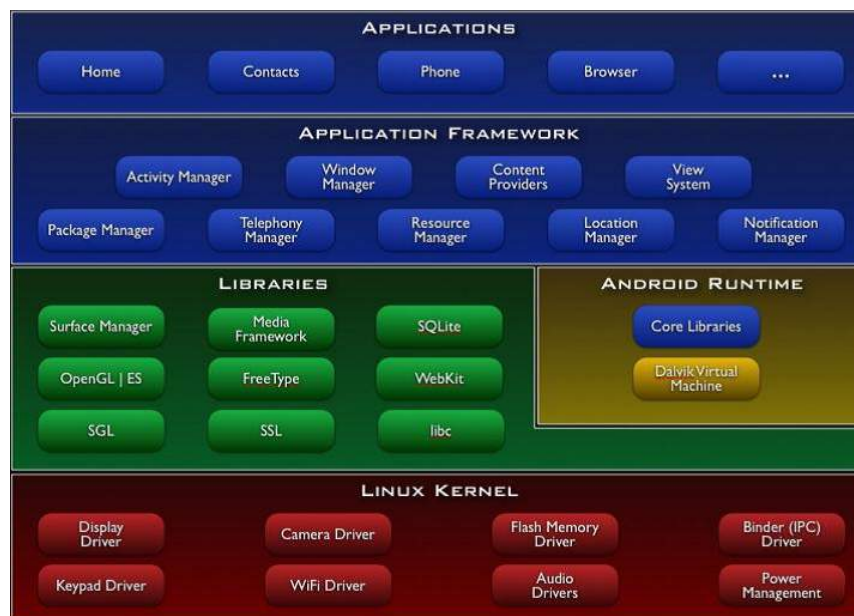 APPLICATIONS
Home
Contacts
Phone
Browser
...
APPLICATION FRAMEWORK
Activity Manager
Window
Manager
Content
Providers
View
System
Package Manager
Telephony
Manager
Resource
Manager
Location
Manager
Notification
Manager
LIBRARIES
Surface Manager
Media
Framework
SQLite
OpenGL | ES
FreeType
WebKit
SGL
SSL
libc
ANDROID RUNTIME
Core Libraries
Dalvik Virtual
Machine
LINUX KERNEL
Display
Driver
Camera Driver
Flash Memory
Driver
Binder (IPC)
Driver
Keypad Driver
WiFi Driver
Audio
Drivers
Power
Management